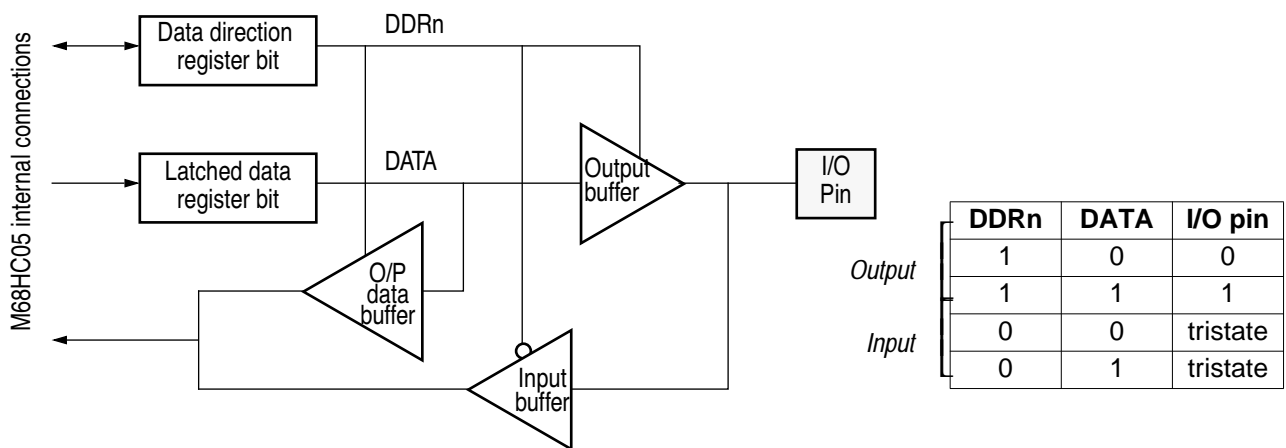 M68HC05 internal connections
Data direction
register bit
DDRn
Latched data
register bit
DATA
Output
buffer
I/O
Pin
O/P
data
buffer
Input
buffer
DDRn DATA I/O pin
Output
1 0 0
1 1 1
Input
0 0 tristate
0 1 tristate